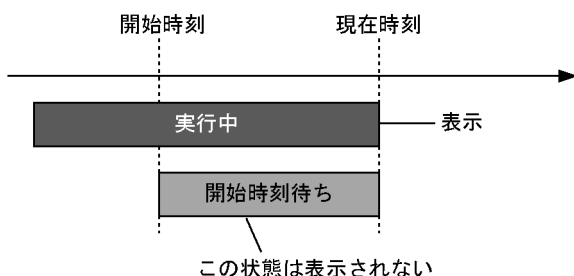 開始時刻
現在時刻
実行中
表示
開始時刻待ち
この状態は表示されない